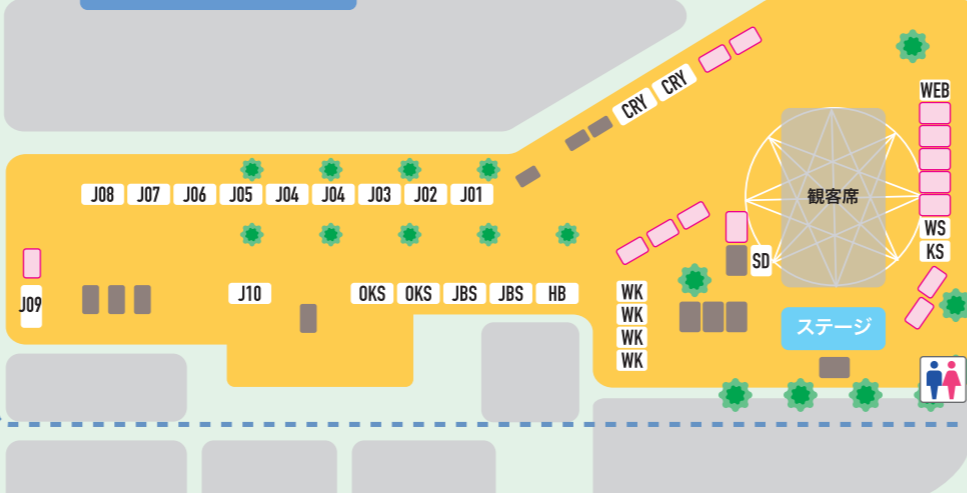 WEB
CRY
CRY
J08 J07 J06 J05 J04 J04 J03 J02 J01
観客席
WS
KS
SD
J09
J10
OKS OKS JBS JBS HB
WK
WK
WK
WK
ステージ